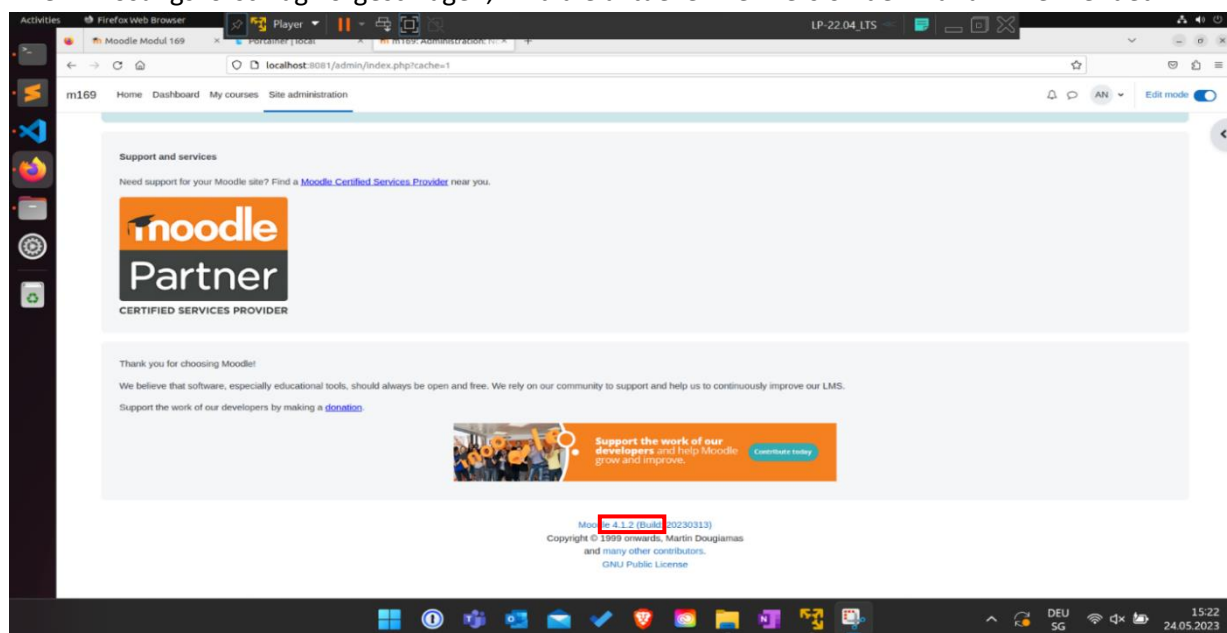 Activities Firefox Web Browser Player LP-22.04_LTS
Moodle Modul 169 × Portainer | local × m169: Administration: × +
localhost:8081/admin/index.php?cache=1
m169 Home Dashboard My courses Site administration AN Edit mode
Support and services
Need support for your Moodle site? Find a Moodle Certified Services Provider near you.
moodle
Partner
CERTIFIED SERVICES PROVIDER
Thank you for choosing Moodle!
We believe that software, especially educational tools, should always be open and free. We rely on our community to support and help us to continuously improve our LMS.
Support the work of our developers by making a donation.
Support the work of our
developers and help Moodle
grow and improve.
Contribute today
Moodle 4.1.2 (Build: 20230313)
Copyright © 1999 onwards, Martin Dougiamas
and many other contributors.
GNU Public License
DEU 15:22
SG 24.05.2023